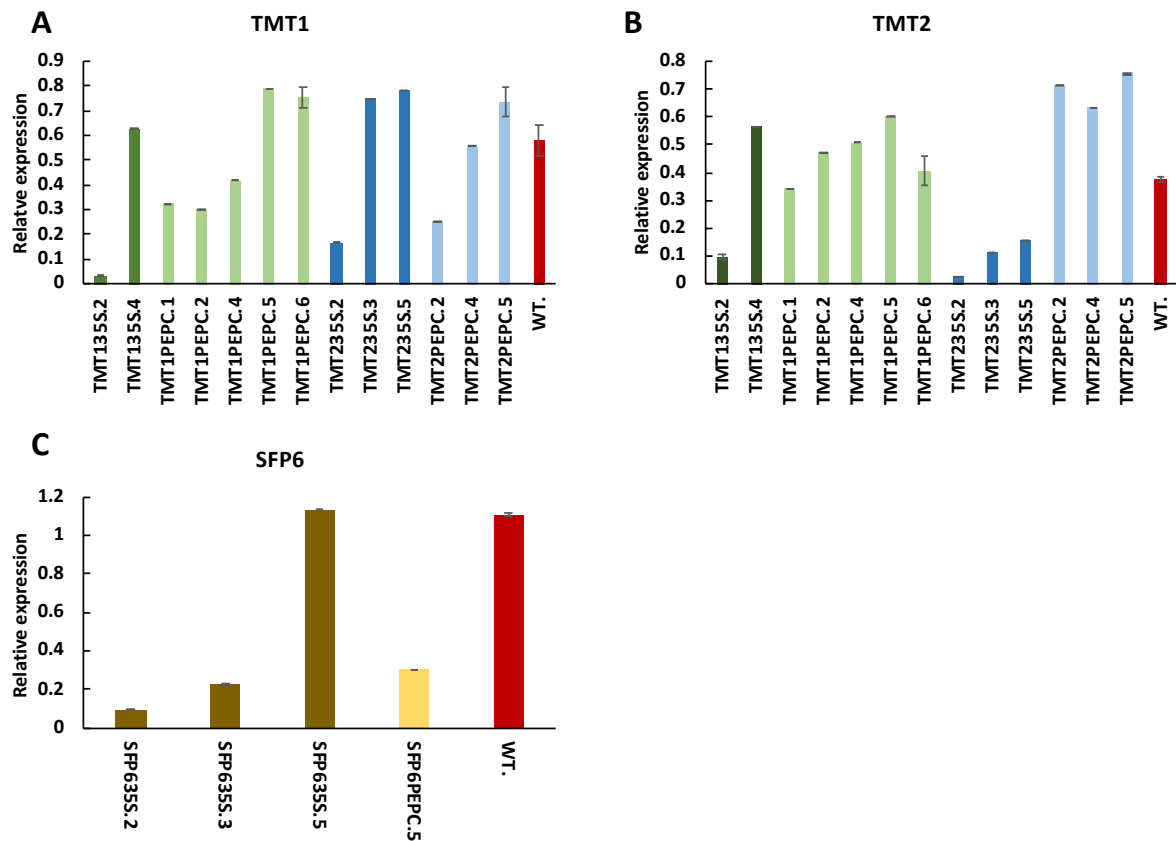 A
TMT1
Relatve expression
0.9
0.8
0.7
0.6
0.5
0.4
0.3
0.2
0.1
0
TMT135S.2
TMT135S.4
TMT1PEPC.1
TMT1PEPC.2
TMT1PEPC.4
TMT1PEPC.5
TMT1PEPC.6
TMT235S.2
TMT235S.3
TMT235S.5
TMT2PEPC.2
TMT2PEPC.4
TMT2PEPC.5
WT.
B
TMT2
Relative expression
0.8
0.7
0.6
0.5
0.4
0.3
0.2
0.1
0
TMT135S.2
TMT135S.4
TMT1PEPC.1
TMT1PEPC.2
TMT1PEPC.4
TMT1PEPC.5
TMT1PEPC.6
TMT235S.2
TMT235S.3
TMT235S.5
TMT2PEPC.2
TMT2PEPC.4
TMT2PEPC.5
WT.
C
SFP6
Relative expression
1.2
1
0.8
0.6
0.4
0.2
0
SFP635S.2
SFP635S.3
SFP635S.5
SFP6PEPC.5
WT.